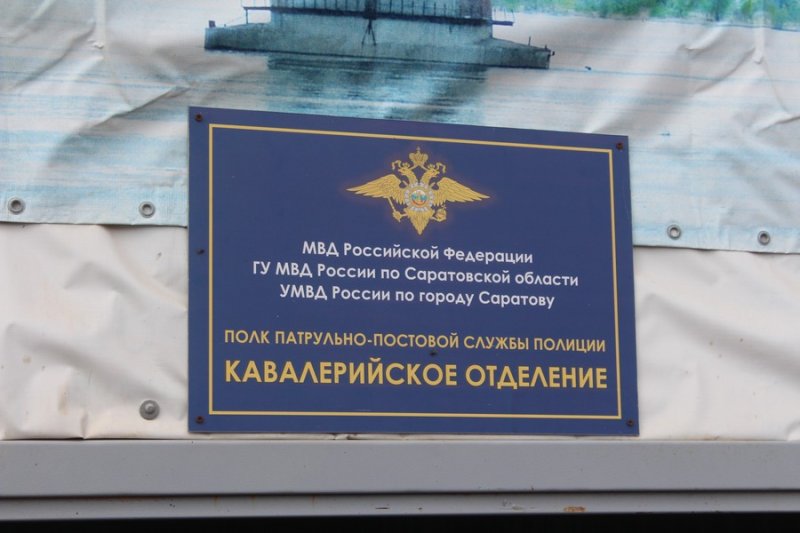 МВД Российской Федерации
ГУ МВД России по Саратовской области
УМВД России по городу Саратову
ПОЛК ПАТРУЛЬНО-ПОСТОВОЙ СЛУЖБЫ ПОЛИЦИИ
КАВАЛЕРИЙСКОЕ ОТДЕЛЕНИЕ